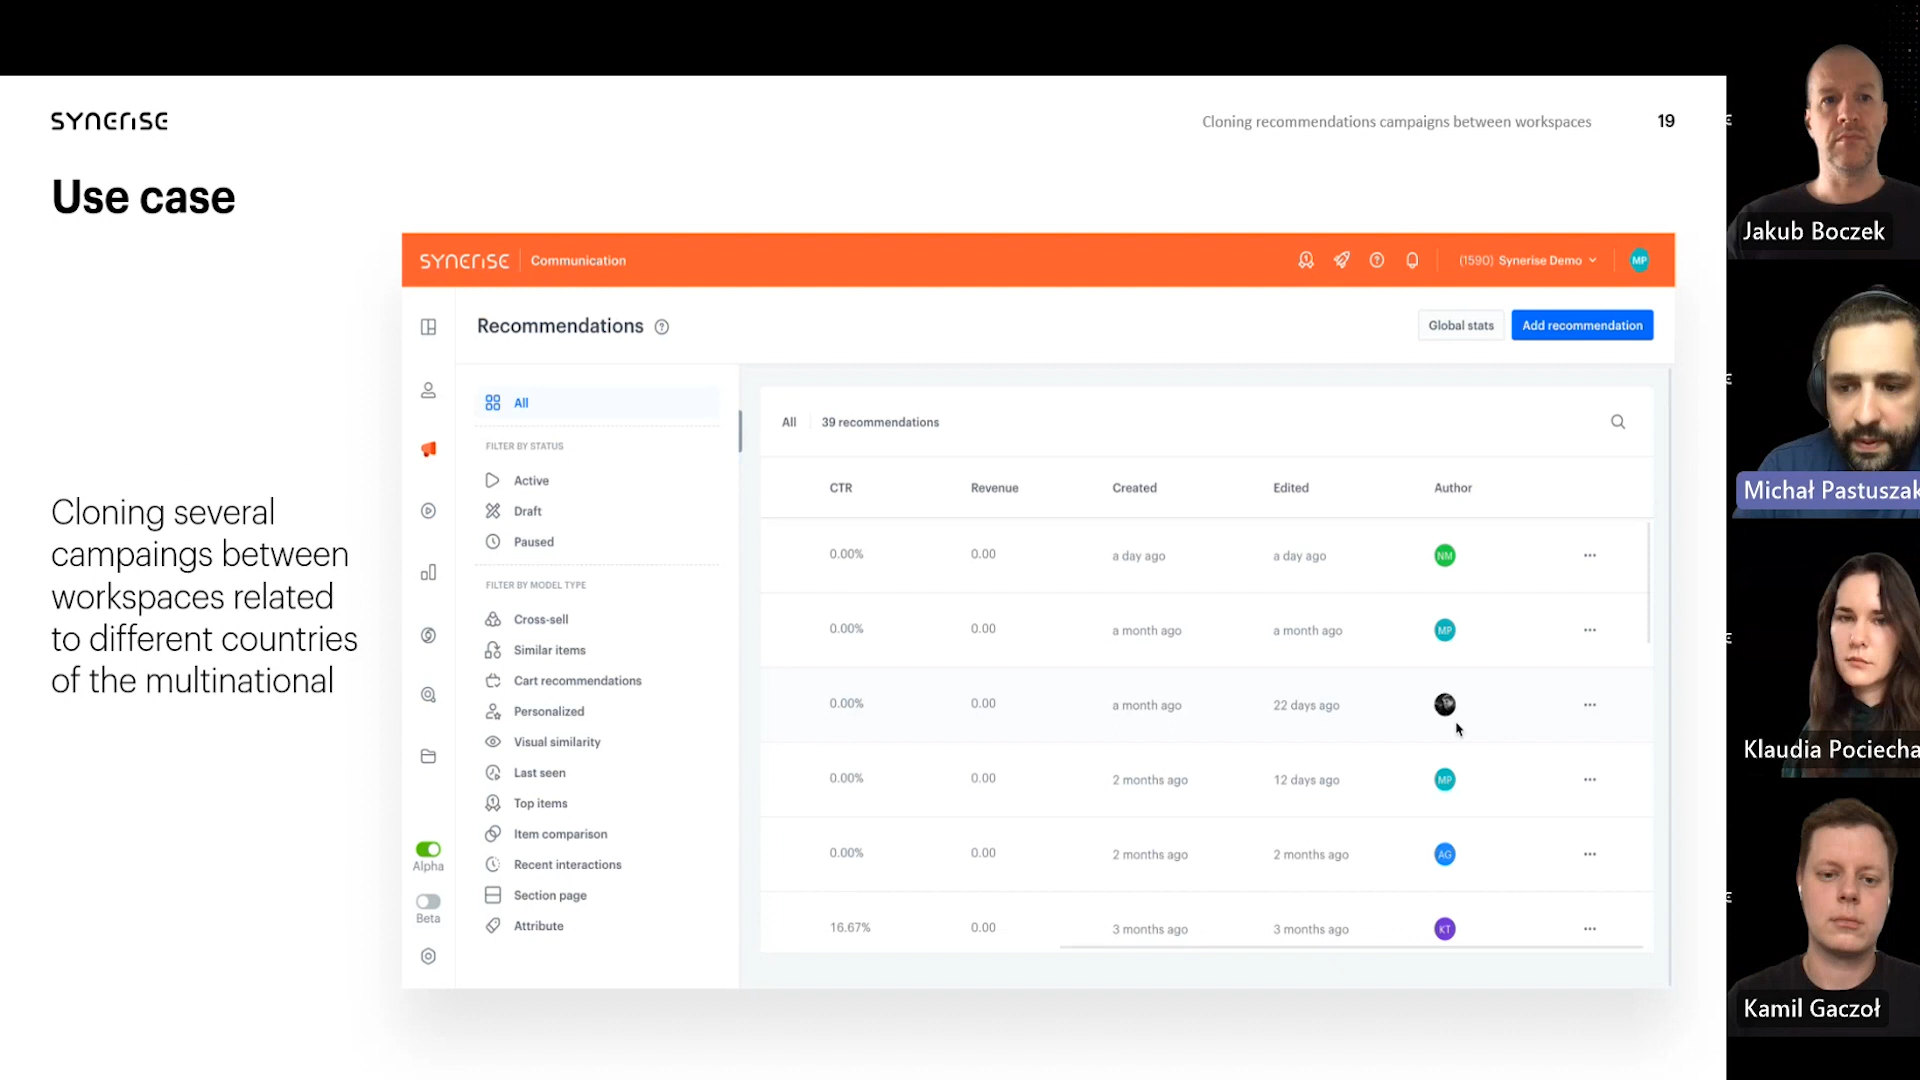 SYNERISE
Cloning recommendations campaigns between workspaces
19
Use case
Cloning several
campaings between
workspaces related
to different countries
of the multinational
SYNERISE
Communication
(1590) Synerise Demo
MP
Recommendations
Global stats
Add recommendation
All
FILTER BY STATUS
Active
Draft
Paused
FILTER BY MODEL TYPE
Cross-sell
Similar items
Cart recommendations
Personalized
Visual similarity
Last seen
Top items
Item comparison
Recent interactions
Section page
Attribute
Alpha
Beta
All 39 recommendations
CTR Revenue Created Edited Author
0.00% 0.00 a day ago a day ago NM
0.00% 0.00 a month ago a month ago MP
0.00% 0.00 a month ago 22 days ago
0.00% 0.00 2 months ago 12 days ago MP
0.00% 0.00 2 months ago 2 months ago AG
16.67% 0.00 3 months ago 3 months ago KT
Jakub Boczek
Michał Pastuszak
Klaudia Pociecha
Kamil Gaczoł